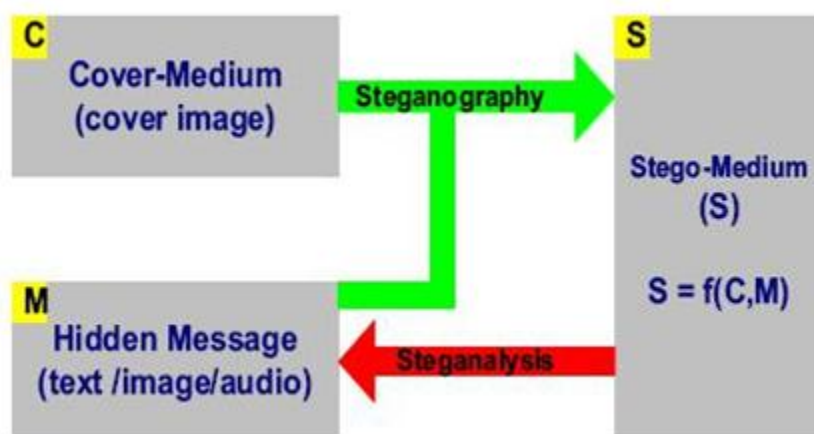 C
Cover-Medium
(cover image)
Steganography
S
Stego-Medium
(S)
S = f(C,M)
M
Hidden Message
(text /image/audio)
Steganalysis